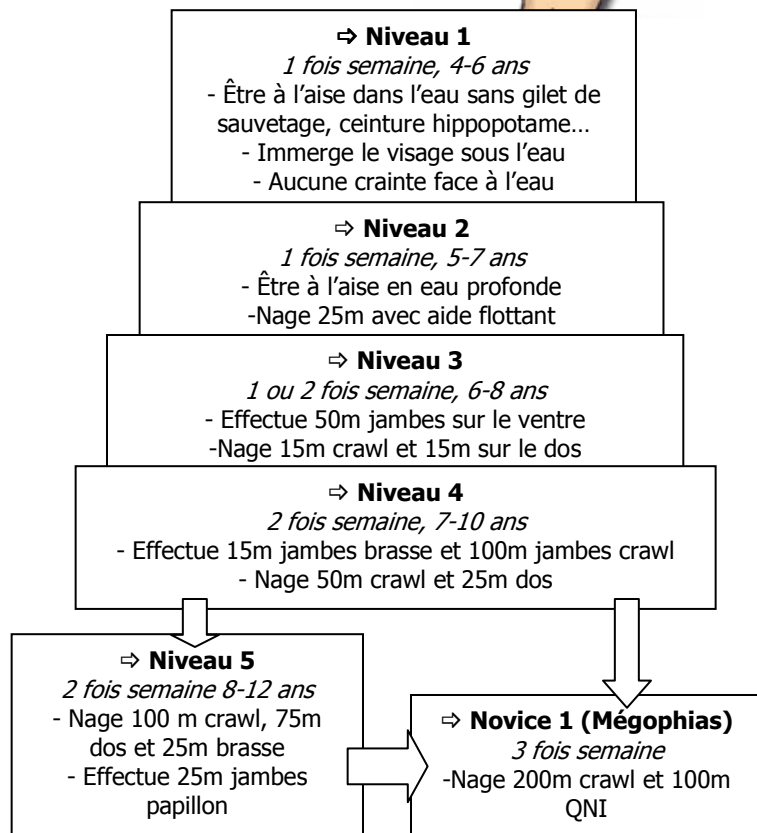 ⇨ Niveau 1
1 fois semaine, 4-6 ans
- Être à l’aise dans l’eau sans gilet de
sauvetage, ceinture hippopotame…
- Immerge le visage sous l’eau
- Aucune crainte face à l’eau
⇨ Niveau 2
1 fois semaine, 5-7 ans
- Être à l’aise en eau profonde
-Nage 25m avec aide flottant
⇨ Niveau 3
1 ou 2 fois semaine, 6-8 ans
- Effectue 50m jambes sur le ventre
-Nage 15m crawl et 15m sur le dos
⇨ Niveau 4
2 fois semaine, 7-10 ans
- Effectue 15m jambes brasse et 100m jambes crawl
- Nage 50m crawl et 25m dos
⇨ Niveau 5
2 fois semaine 8-12 ans
- Nage 100 m crawl, 75m
dos et 25m brasse
- Effectue 25m jambes
papillon
⇨ Novice 1 (Mégophias)
3 fois semaine
-Nage 200m crawl et 100m
QNI